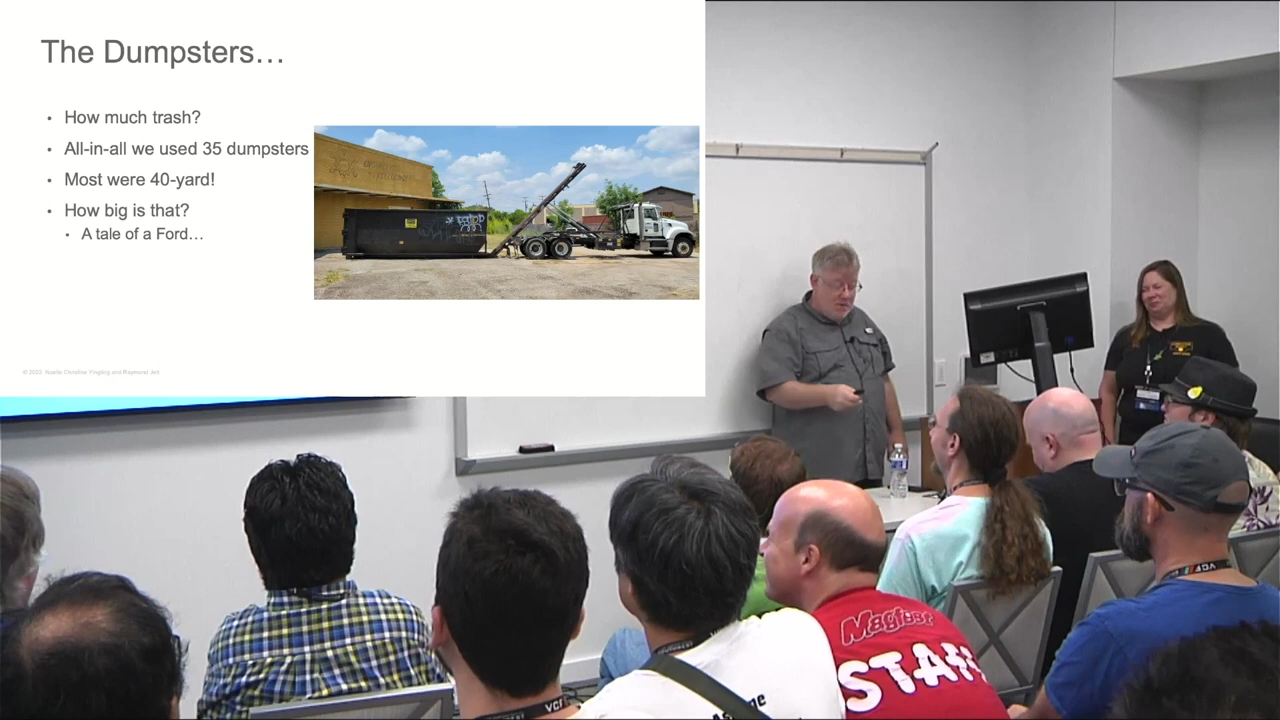 The Dumpsters…
• How much trash?
• All-in-all we used 35 dumpsters
• Most were 40-yard!
• How big is that?
• A tale of a Ford…
Magfest
STAFF
VCF
VCF